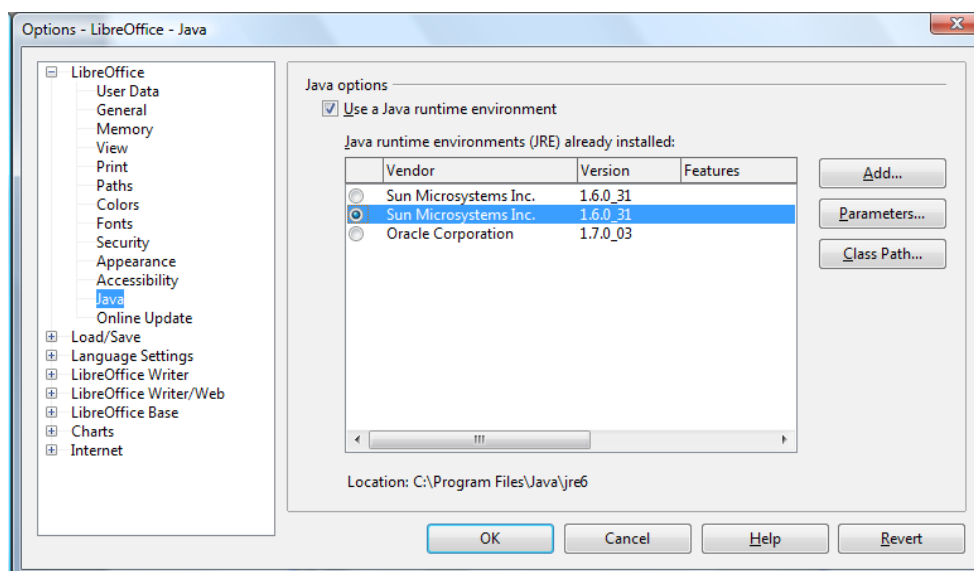 Options - LibreOffice - Java
LibreOffice
User Data
General
Memory
View
Print
Paths
Colors
Fonts
Security
Appearance
Accessibility
Java
Online Update
Load/Save
Language Settings
LibreOffice Writer
LibreOffice Writer/Web
LibreOffice Base
Charts
Internet
Java options
Use a Java runtime environment
Java runtime environments (JRE) already installed:
Vendor Version Features
Sun Microsystems Inc. 1.6.0_31
Sun Microsystems Inc. 1.6.0_31
Oracle Corporation 1.7.0_03
Add...
Parameters...
Class Path...
Location: C:\Program Files\Java\jre6
OK Cancel Help Revert